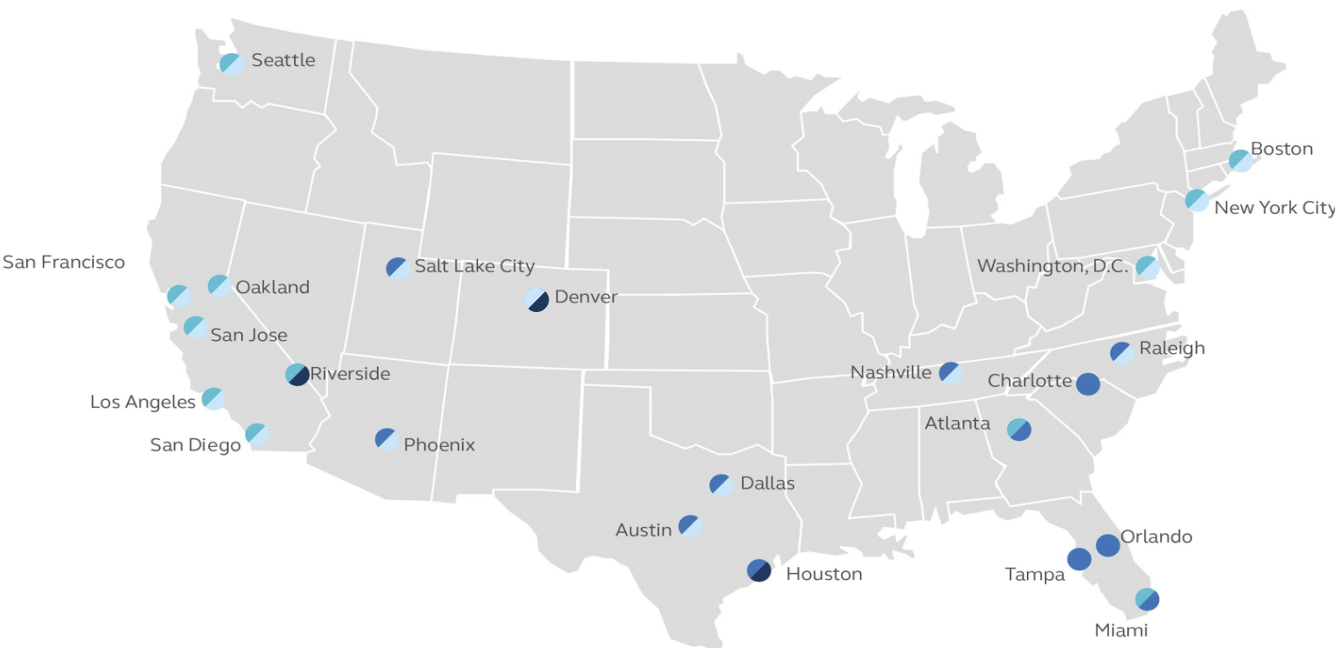 Seattle
Boston
New York City
San Francisco
Salt Lake City
Washington, D.C.
Oakland
Denver
San Jose
Raleigh
Riverside
Nashville
Charlotte
Los Angeles
Atlanta
San Diego
Phoenix
Dallas
Austin
Orlando
Houston
Tampa
Miami